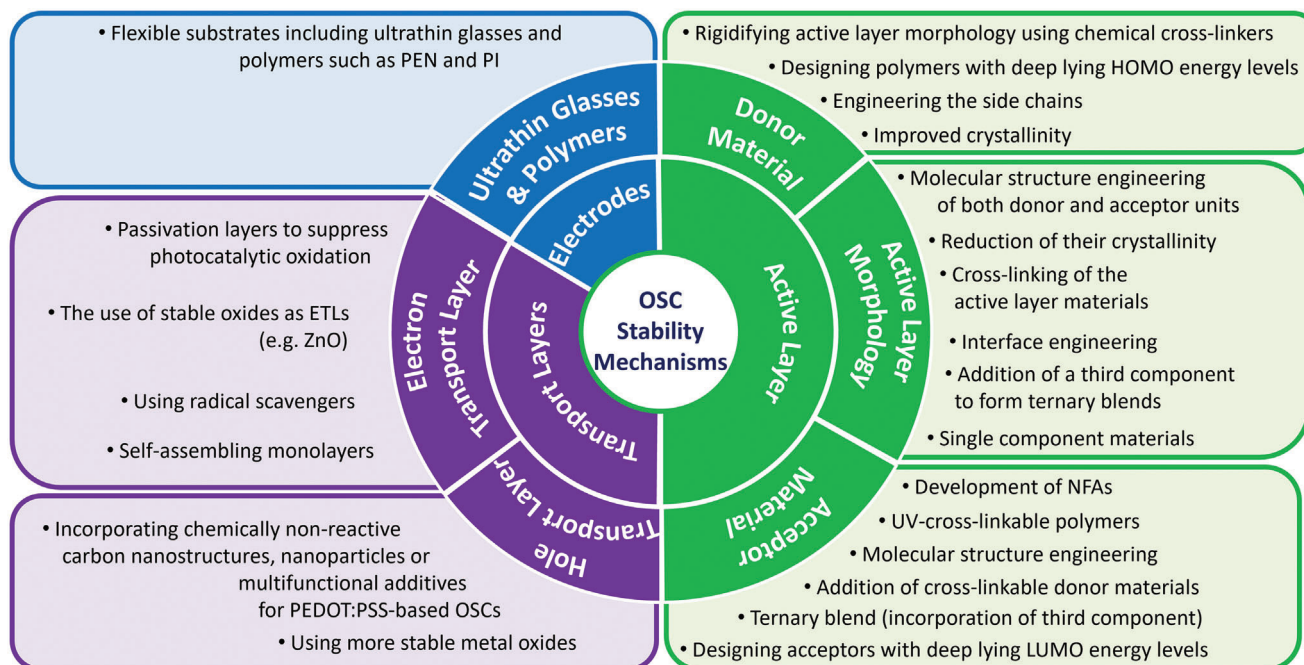 • Flexible substrates including ultrathin glasses and
polymers such as PEN and PI
• Passivation layers to suppress
photocatalytic oxidation
• The use of stable oxides as ETLs
(e.g. ZnO)
• Using radical scavengers
• Self-assembling monolayers
• Incorporating chemically non-reactive
carbon nanostructures, nanoparticles or
multifunctional additives
for PEDOT:PSS-based OSCs
• Using more stable metal oxides
Ultrathin Glasses
& Polymers
Electrodes
Electron
Transport Layer
Transport Layers
Hole
Transport Layer
OSC
Stability
Mechanisms
Active Layer
Donor
Material
Active Layer
Morphology
Acceptor
Material
• Rigidifying active layer morphology using chemical cross-linkers
• Designing polymers with deep lying HOMO energy levels
• Engineering the side chains
• Improved crystallinity
• Molecular structure engineering
of both donor and acceptor units
• Reduction of their crystallinity
• Cross-linking of the
active layer materials
• Interface engineering
• Addition of a third component
to form ternary blends
• Single component materials
• Development of NFAs
• UV-cross-linkable polymers
• Molecular structure engineering
• Addition of cross-linkable donor materials
• Ternary blend (incorporation of third component)
• Designing acceptors with deep lying LUMO energy levels